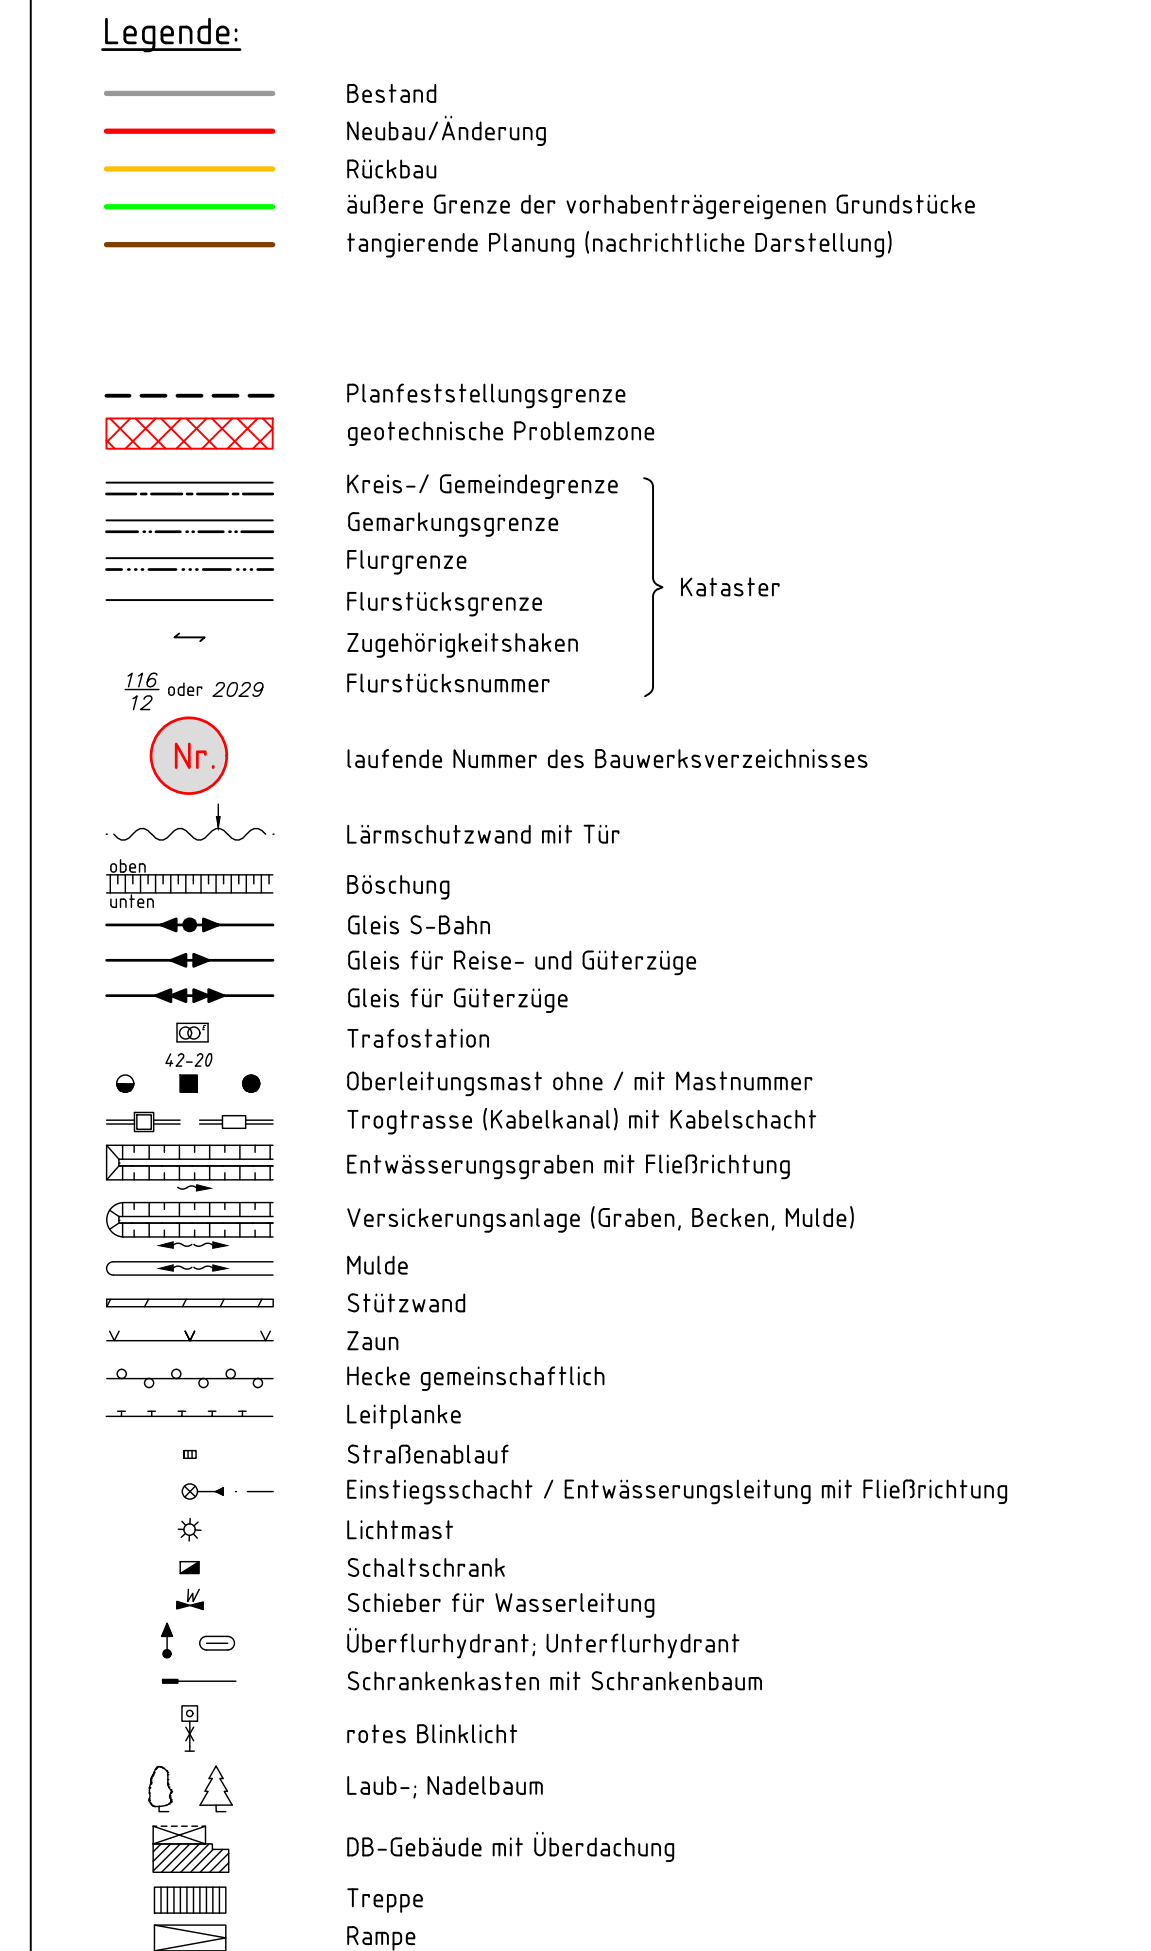 Legende:
Bestand
Neubau/Änderung
Rückbau
äußere Grenze der vorhabenträgereigenen Grundstücke
tangierende Planung (nachrichtliche Darstellung)
Planfeststellungsgrenze
geotechnische Problemzone
Kreis-/ Gemeindegrenze
Gemarkungsgrenze
Flurgrenze
Kataster
Flurstücksgrenze
Zugehörigkeitshaken
116
12 oder 2029 Flurstücksnummer
Nr. laufende Nummer des Bauwerksverzeichnisses
Lärmschutzwand mit Tür
oben
Böschung
unten
Gleis S-Bahn
Gleis für Reise- und Güterzüge
Gleis für Güterzüge
E Trafostation
42-20
Oberleitungsmast ohne / mit Mastnummer
Trogtrasse (Kabelkanal) mit Kabelschacht
Entwässerungsgraben mit Fließrichtung
Versickerungsanlage (Graben, Becken, Mulde)
Mulde
Stützwand
Zaun
Hecke gemeinschaftlich
Leitplanke
Straßenablauf
Einstiegsschacht / Entwässerungsleitung mit Fließrichtung
Lichtmast
Schaltschrank
W Schieber für Wasserleitung
Überflurhydrant; Unterflurhydrant
Schrankenkasten mit Schrankenbaum
rotes Blinklicht
Laub-; Nadelbaum
DB-Gebäude mit Überdachung
Treppe
Rampe